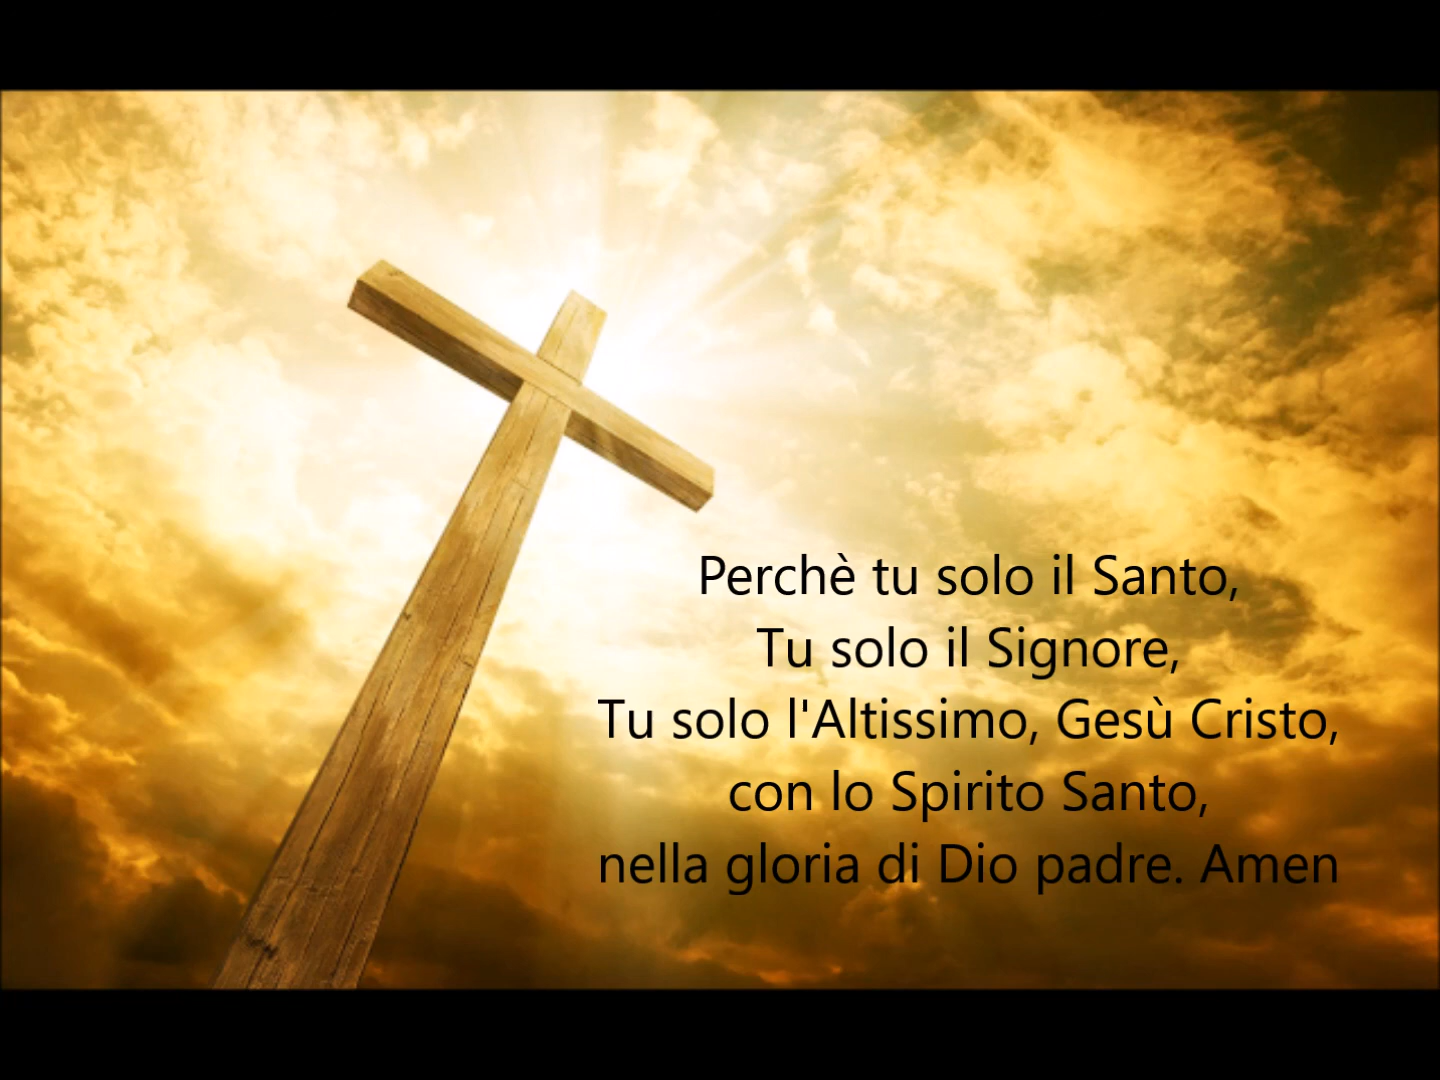 Perchè tu solo il Santo,
Tu solo il Signore,
Tu solo l'Altissimo, Gesù Cristo,
con lo Spirito Santo,
nella gloria di Dio padre. Amen